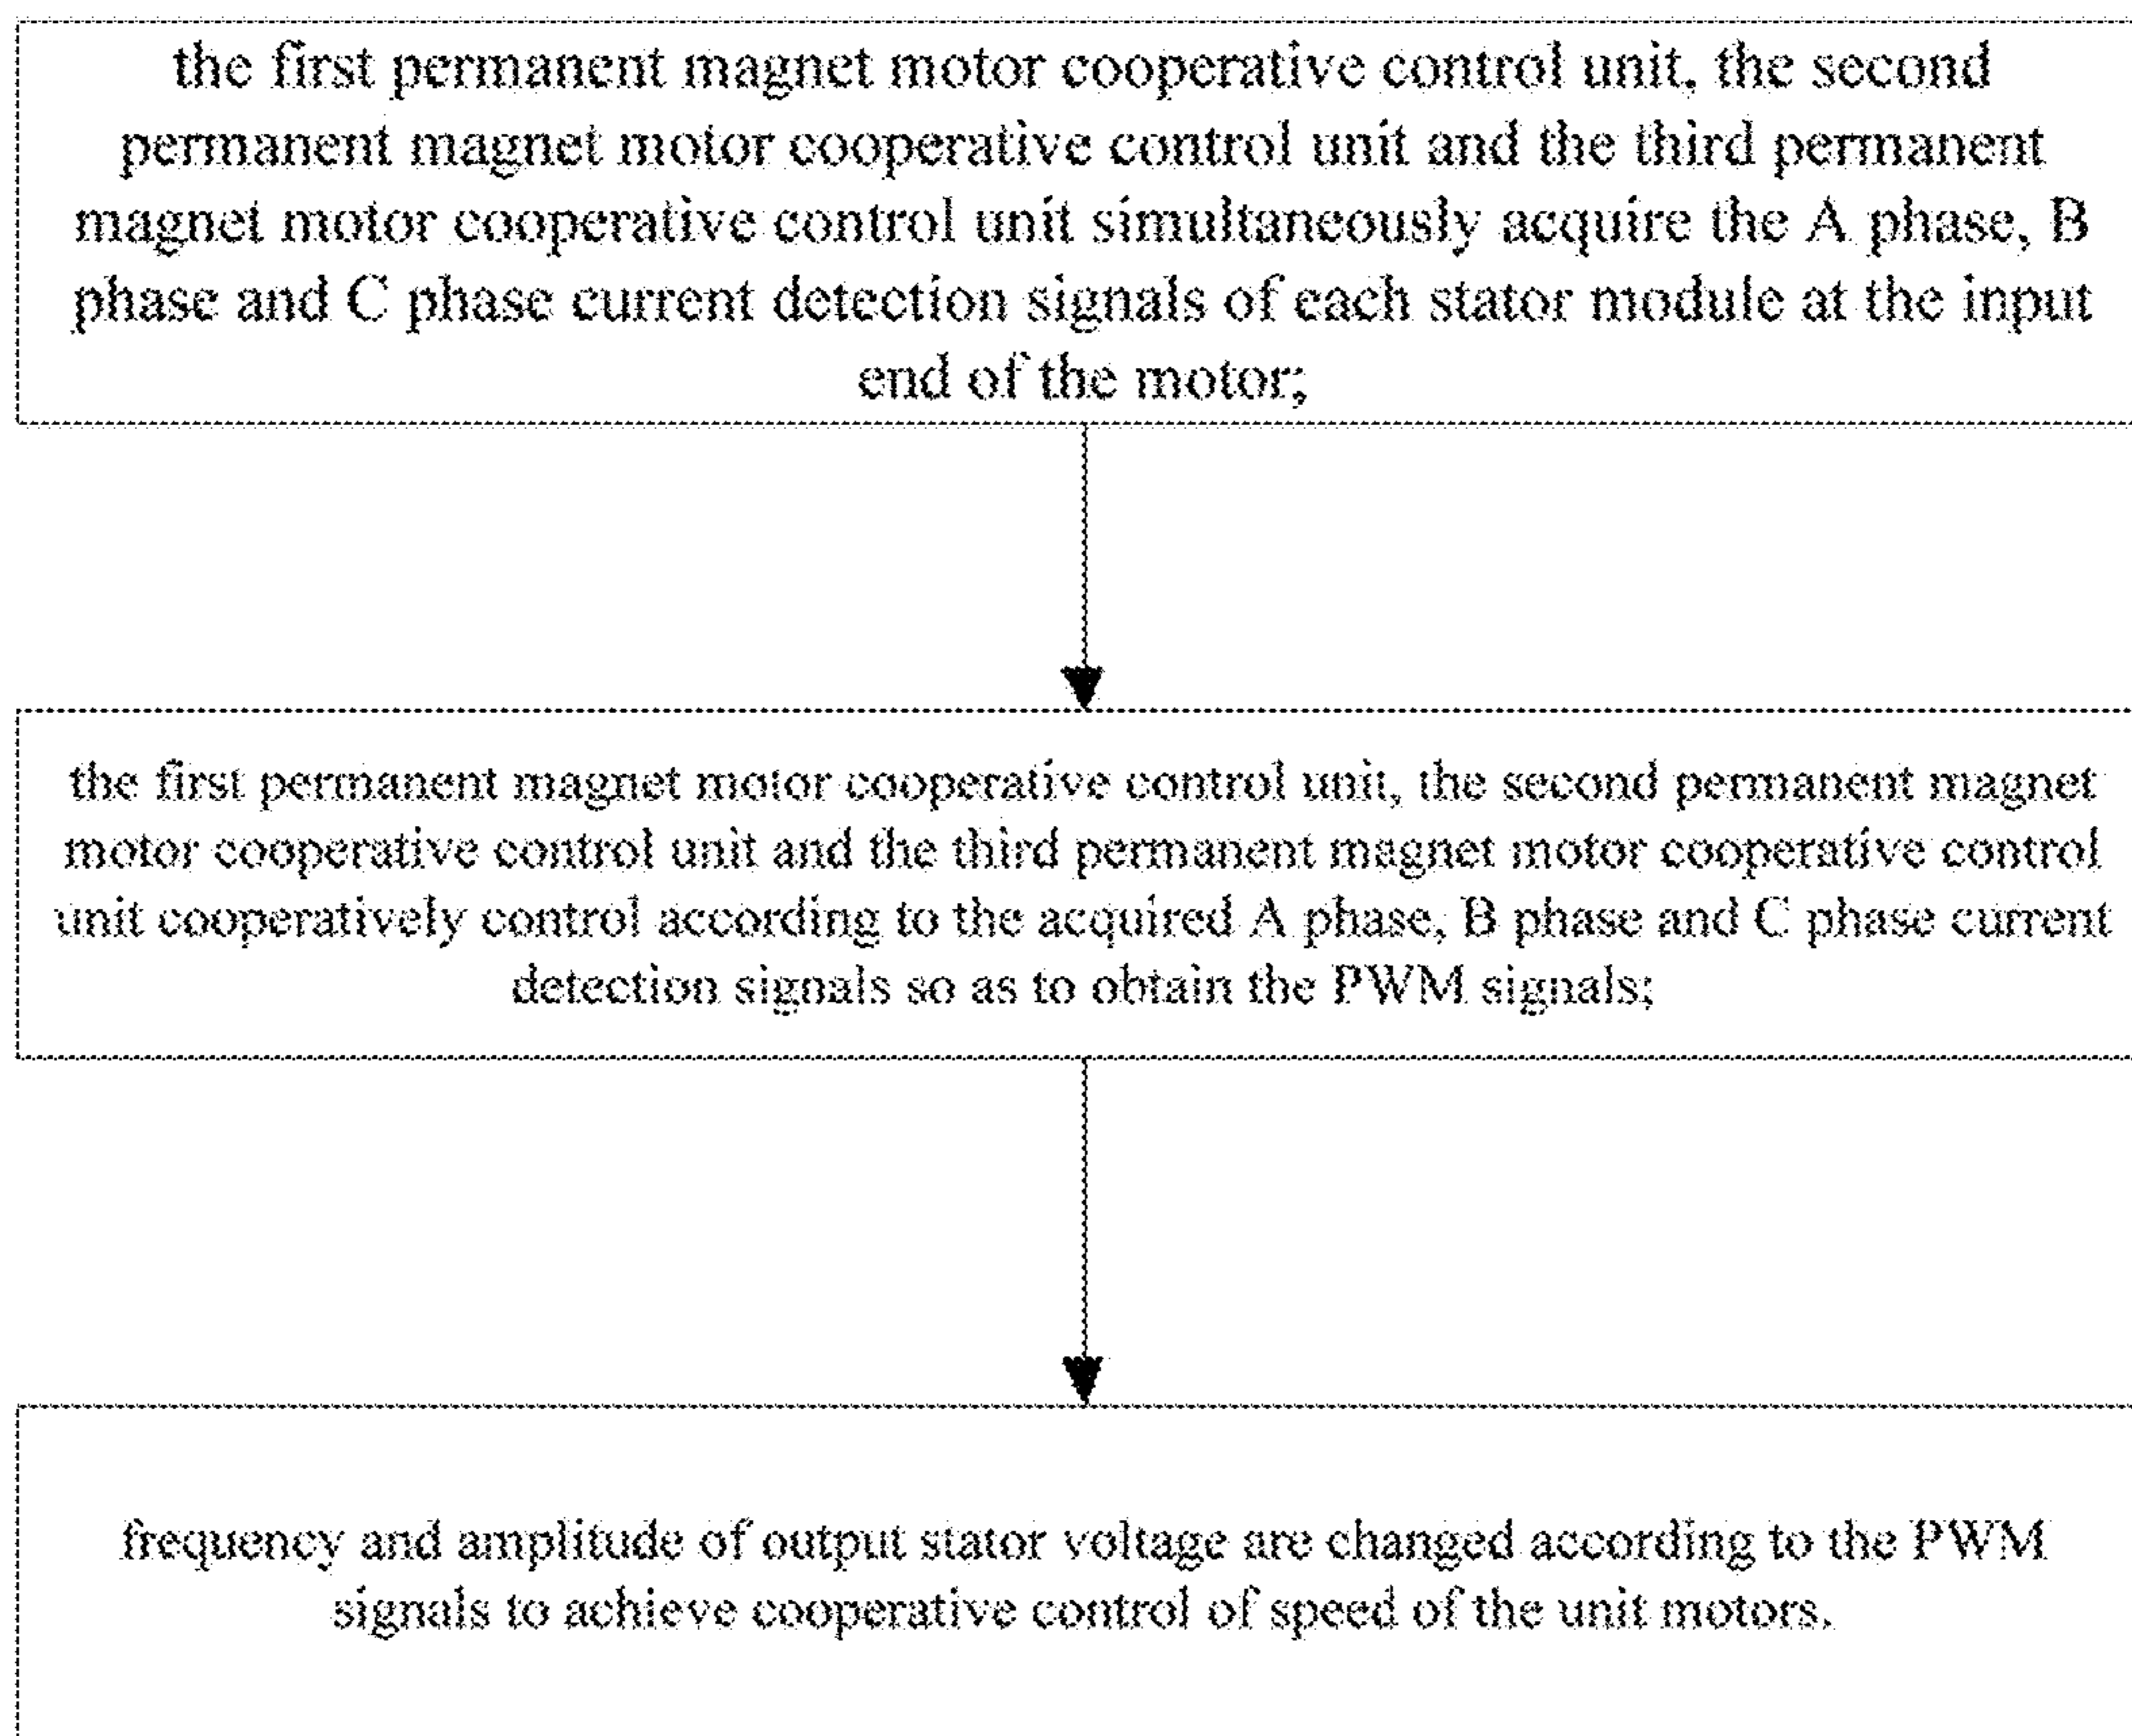 the first permanent magnet motor cooperative control unit, the second
permanent magnet motor cooperative control unit and the third permanent
magnet motor cooperative control unit simultaneously acquire the A phase, B
phase and C phase current detection signals of each stator module at the input
end of the motor;
the first permanent magnet motor cooperative control unit, the second permanent magnet
motor cooperative control unit and the third permanent magnet motor cooperative control
unit cooperatively control according to the acquired A phase, B phase and C phase current
detection signals so as to obtain the PWM signals;
frequency and amplitude of output stator voltage are changed according to the PWM
signals to achieve cooperative control of speed of the unit motors.